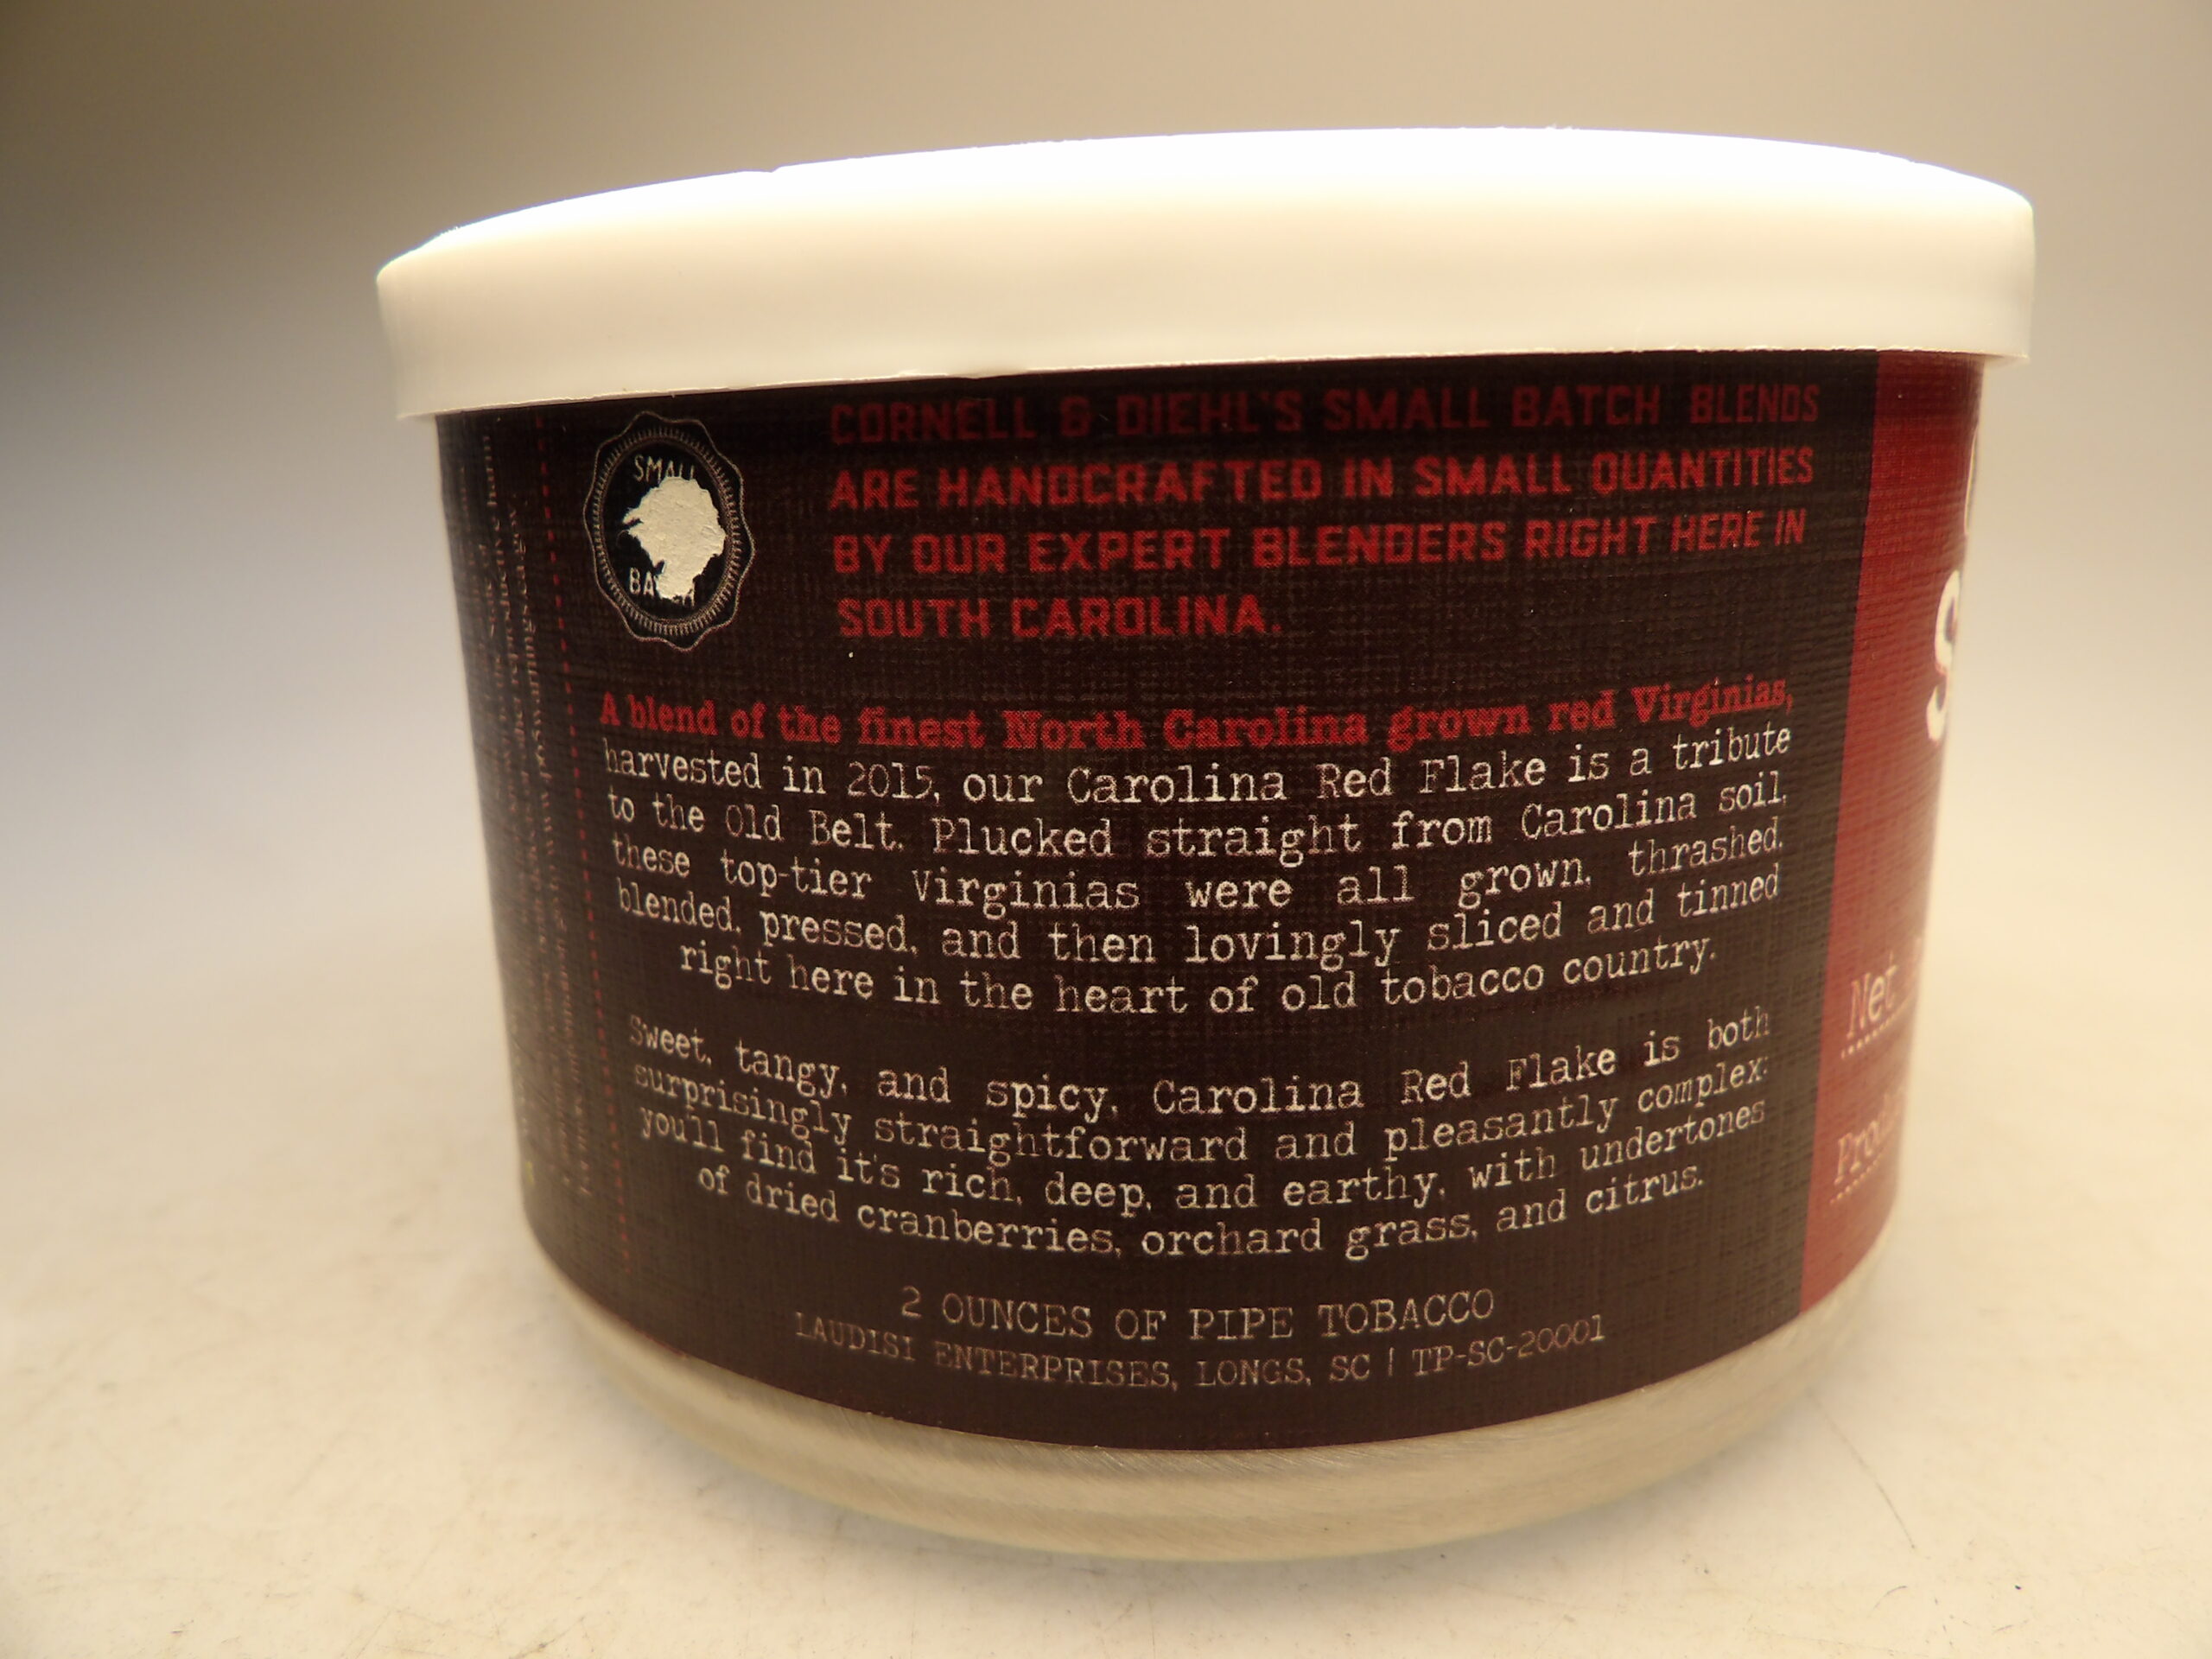 SMALL
CORNELL & DIEHL'S SMALL BATCH BLENDS
ARE HANDCRAFTED IN SMALL QUANTITIES
BY OUR EXPERT BLENDERS RIGHT HERE IN
SOUTH CAROLINA.
A blend of the finest North Carolina grown red Virginias,
harvested in 2015, our Carolina Red Flake is a tribute
to the Old Belt. Plucked straight from Carolina soil,
these top-tier Virginias were all grown, thrashed,
blended, pressed, and then lovingly sliced and tinned
right here in the heart of old tobacco country.
Sweet, tangy, and spicy, Carolina Red Flake is both
surprisingly straightforward and pleasantly complex:
you'll find it's rich, deep, and earthy, with undertones
of dried cranberries, orchard grass, and citrus.
2 OUNCES OF PIPE TOBACCO
LAUDISI ENTERPRISES, LONGS, SC | TP-SC-20001
Net